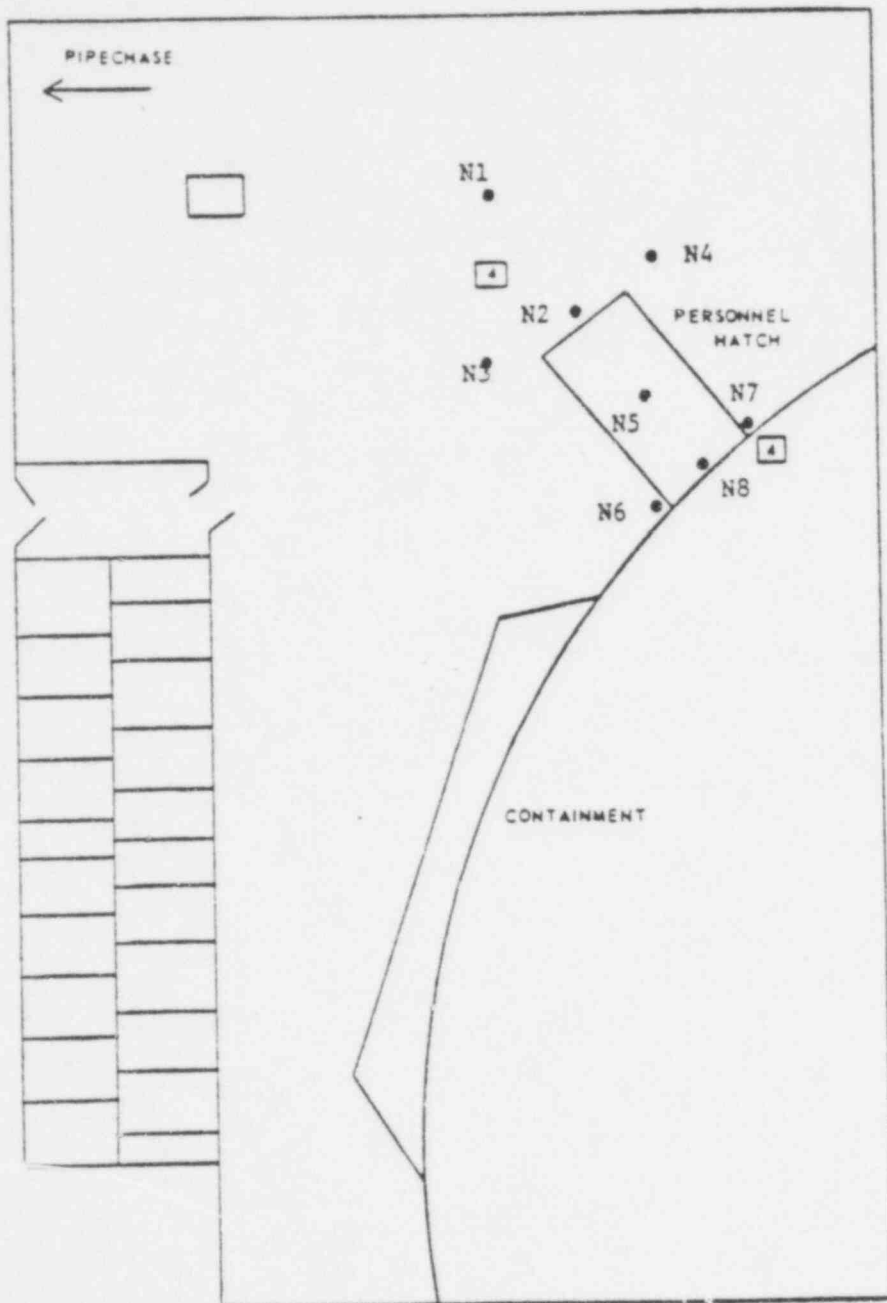 PIPECHASE
N1
4
N4
N2
PERSONNEL
HATCH
N3
N5
N7
4
N8
N6
CONTAINMENT